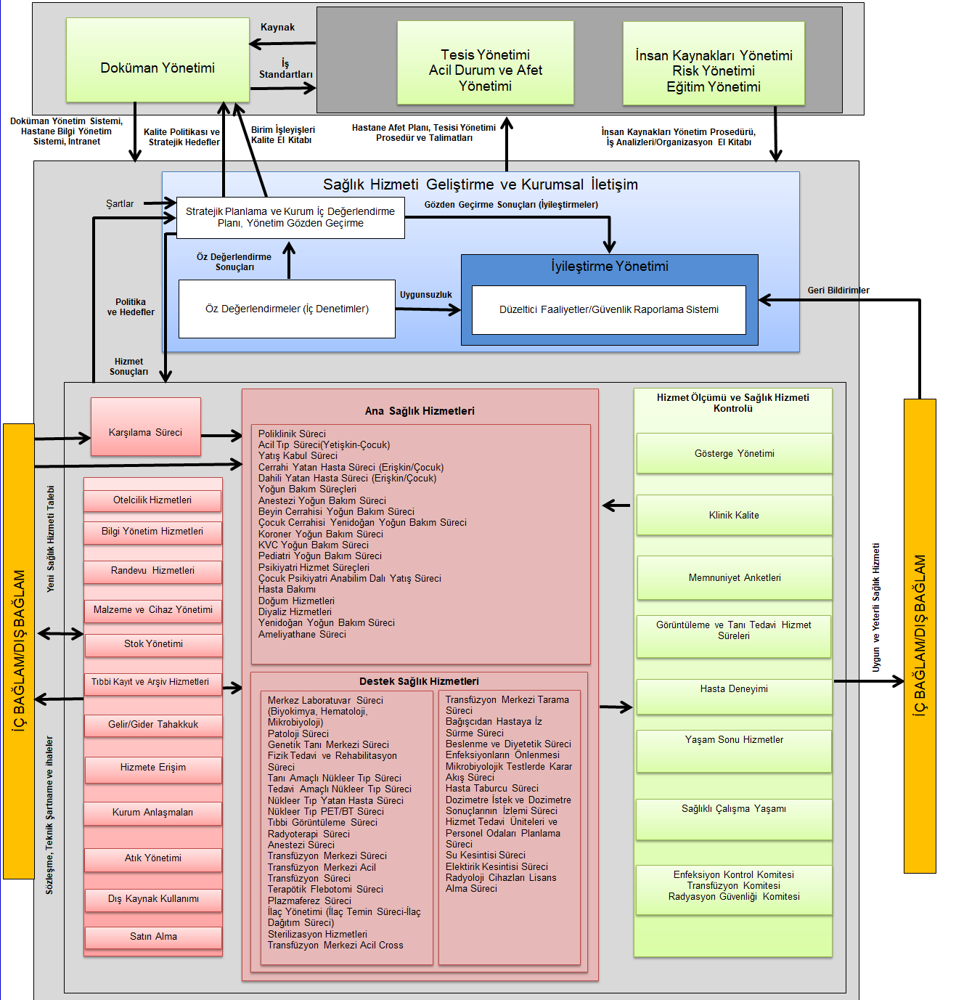 Doküman Yönetimi
Kaynak
İş
Standartları
Tesis Yönetimi
Acil Durum ve Afet
Yönetimi
İnsan Kaynakları Yönetimi
Risk Yönetimi
Eğitim Yönetimi
Doküman Yönetim Sistemi,
Hastane Bilgi Yönetim
Sistemi, İntranet
Kalite Politikası ve
Stratejik Hedefler
Birim İşleyişleri
Kalite El Kitabı
Hastane Afet Planı, Tesisi Yönetimi
Prosedür ve Talimatları
İnsan Kaynakları Yönetim Prosedürü,
İş Analizleri/Organizasyon El Kitabı
Sağlık Hizmeti Geliştirme ve Kurumsal İletişim
Şartlar
Stratejik Planlama ve Kurum İç Değerlendirme
Planı, Yönetim Gözden Geçirme
Gözden Geçirme Sonuçları (İyileştirmeler)
Öz Değerlendirme
Sonuçları
İyileştirme Yönetimi
Politika
ve Hedefler
Öz Değerlendirmeler (İç Denetimler)
Uygunsuzluk
Düzeltici Faaliyetler/Güvenlik Raporlama Sistemi
Geri Bildirimler
Hizmet
Sonuçları
İÇ BAĞLAM/DIŞ BAĞLAM
Yeni Sağlık Hizmeti Talebi
Sözleşme, Teknik Şartname ve ihaleler
Karşılama Süreci
Otelcilik Hizmetleri
Bilgi Yönetim Hizmetleri
Randevu Hizmetleri
Malzeme ve Cihaz Yönetimi
Stok Yönetimi
Tıbbi Kayıt ve Arşiv Hizmetleri
Gelir/Gider Tahakkuk
Hizmete Erişim
Kurum Anlaşmaları
Atık Yönetimi
Dış Kaynak Kullanımı
Satın Alma
Ana Sağlık Hizmetleri
Poliklinik Süreci
Acil Tıp Süreci(Yetişkin-Çocuk)
Yatış Kabul Süreci
Cerrahi Yatan Hasta Süreci (Erişkin/Çocuk)
Dahili Yatan Hasta Süreci (Erişkin/Çocuk)
Yoğun Bakım Süreçleri
Anestezi Yoğun Bakım Süreci
Beyin Cerrahisi Yoğun Bakım Süreci
Çocuk Cerrahisi Yenidoğan Yoğun Bakım Süreci
Koroner Yoğun Bakım Süreci
KVC Yoğun Bakım Süreci
Pediatri Yoğun Bakım Süreci
Psikiyatri Hizmet Süreçleri
Çocuk Psikiyatri Anabilim Dalı Yatış Süreci
Hasta Bakımı
Doğum Hizmetleri
Diyaliz Hizmetleri
Yenidoğan Yoğun Bakım Süreci
Ameliyathane Süreci
Destek Sağlık Hizmetleri
Merkez Laboratuvar Süreci
(Biyokimya, Hematoloji,
Mikrobiyoloji)
Patoloji Süreci
Genetik Tanı Merkezi Süreci
Fizik Tedavi ve Rehabilitasyon
Süreci
Tanı Amaçlı Nükleer Tıp Süreci
Tedavi Amaçlı Nükleer Tıp Süreci
Nükleer Tıp Yatan Hasta Süreci
Nükleer Tıp PET/BT Süreci
Tıbbi Görüntüleme Süreci
Radyoterapi Süreci
Anestezi Süreci
Transfüzyon Merkezi Süreci
Transfüzyon Merkezi Acil
Transfüzyon Süreci
Terapötik Flebotomi Süreci
Plazmaferez Süreci
İlaç Yönetimi (İlaç Temin Süreci-İlaç
Dağıtım Süreci)
Sterilizasyon Hizmetleri
Transfüzyon Merkezi Acil Cross
Transfüzyon Merkezi Tarama
Süreci
Bağışcıdan Hastaya İz
Sürme Süreci
Beslenme ve Diyetetik Süreci
Enfeksiyonların Önlenmesi
Mikrobiyolojik Testlerde Karar
Akış Süreci
Hasta Taburcu Süreci
Dozimetre İstek ve Dozimetre
Sonuçlarının İzlemi Süreci
Hizmet Tedavi Üniteleri ve
Personel Odaları Planlama
Süreci
Su Kesintisi Süreci
Elektirik Kesintisi Süreci
Radyoloji Cihazları Lisans
Alma Süreci
Hizmet Ölçümü ve Sağlık Hizmeti
Kontrolü
Gösterge Yönetimi
Klinik Kalite
Memnuniyet Anketleri
Görüntüleme ve Tanı Tedavi Hizmet
Süreleri
Hasta Deneyimi
Yaşam Sonu Hizmetler
Sağlıklı Çalışma Yaşamı
Enfeksiyon Kontrol Komitesi
Transfüzyon Komitesi
Radyasyon Güvenliği Komitesi
Uygun ve Yeterli Sağlık Hizmeti
İÇ BAĞLAM/DIŞ BAĞLAM